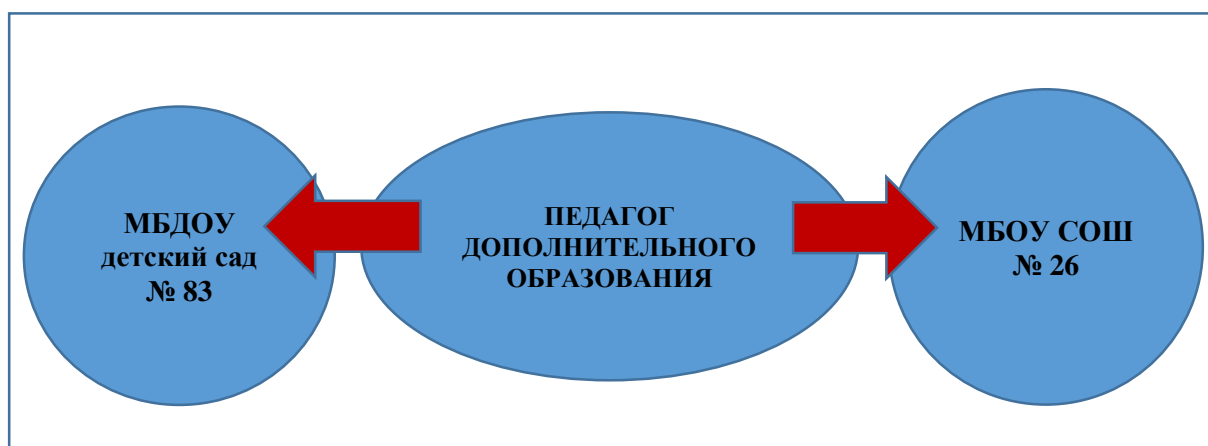 МБДОУ
детский сад
№ 83
ПЕДАГОГ
ДОПОЛНИТЕЛЬНОГО
ОБРАЗОВАНИЯ
МБОУ СОШ
№ 26